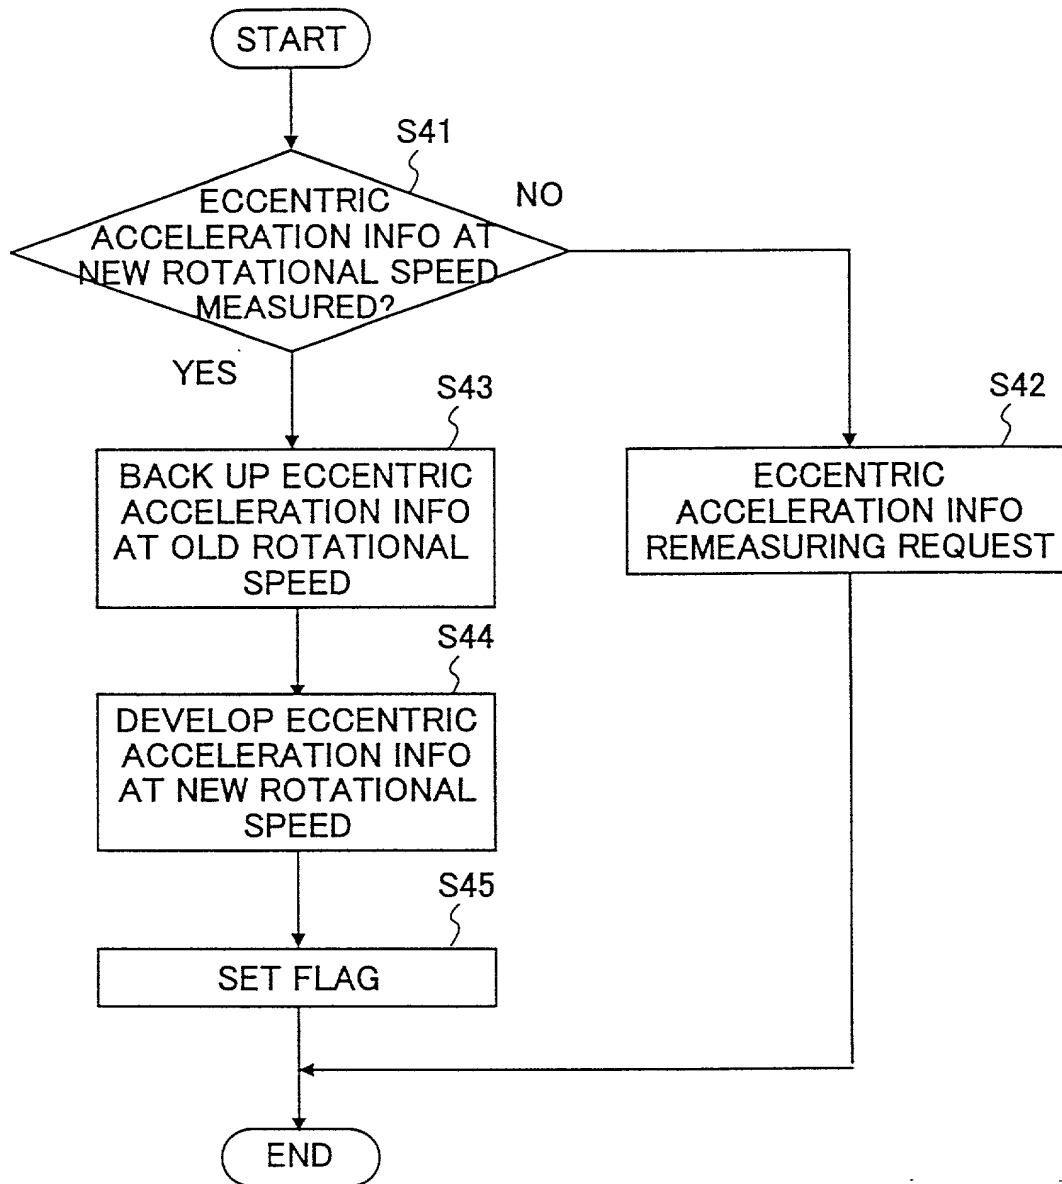 START
S41
ECCENTRIC
ACCELERATION INFO AT
NEW ROTATIONAL SPEED
MEASURED?
NO
YES
S43
BACK UP ECCENTRIC
ACCELERATION INFO
AT OLD ROTATIONAL
SPEED
S42
ECCENTRIC
ACCELERATION INFO
REMEASURING REQUEST
S44
DEVELOP ECCENTRIC
ACCELERATION INFO
AT NEW ROTATIONAL
SPEED
S45
SET FLAG
END